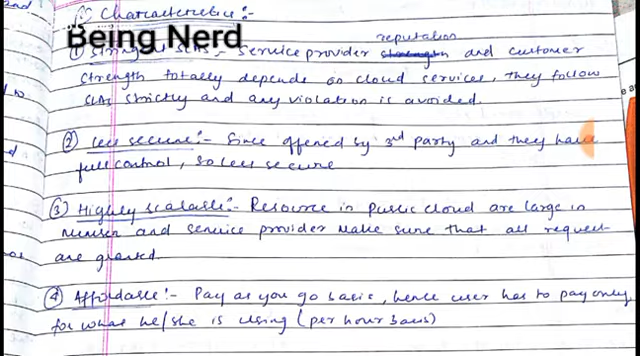 Characteristics:-
Being Nerd
reputation
① Stringent SLAs:- Service provider strength and customer
strength totally depends on cloud services, they follow
SLAs strictly and any violation is avoided.
② Less secure:- Since offered by 3rd party and they have
full control, so less secure
③ Highly scalable:- Resource in public cloud are large in
number and service provider make sure that all request
are granted.
④ Affordable:- Pay as you go basis, hence user has to pay only
for what he/she is using (per hour basis)